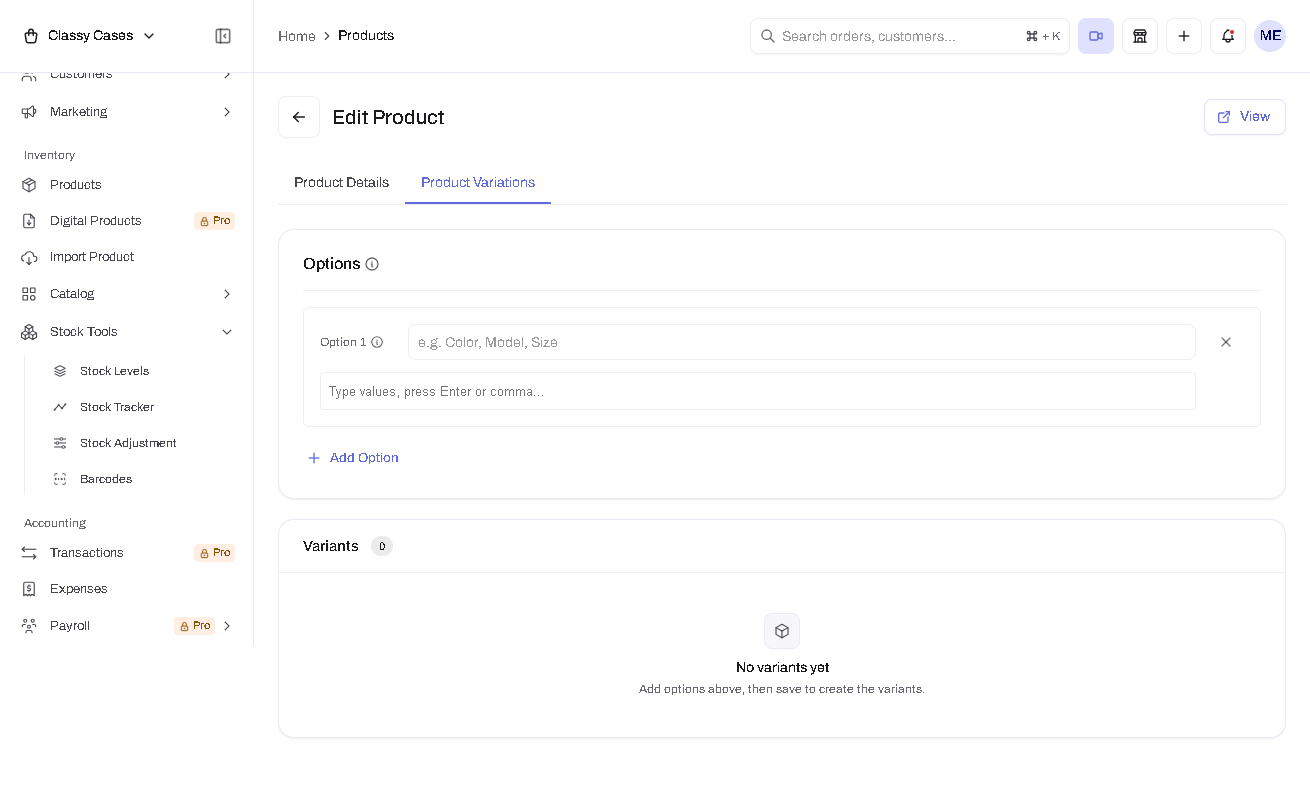 Classy Cases
Home > Products
Search orders, customers...
⌘ + K
ME
Customers
Marketing
Inventory
Products
Digital Products
Pro
Import Product
Catalog
Stock Tools
Stock Levels
Stock Tracker
Stock Adjustment
Barcodes
Accounting
Transactions
Pro
Expenses
Payroll
Pro
Edit Product
View
Product Details
Product Variations
Options
Option 1
e.g. Color, Model, Size
Type values, press Enter or comma...
Add Option
Variants 0
No variants yet
Add options above, then save to create the variants.